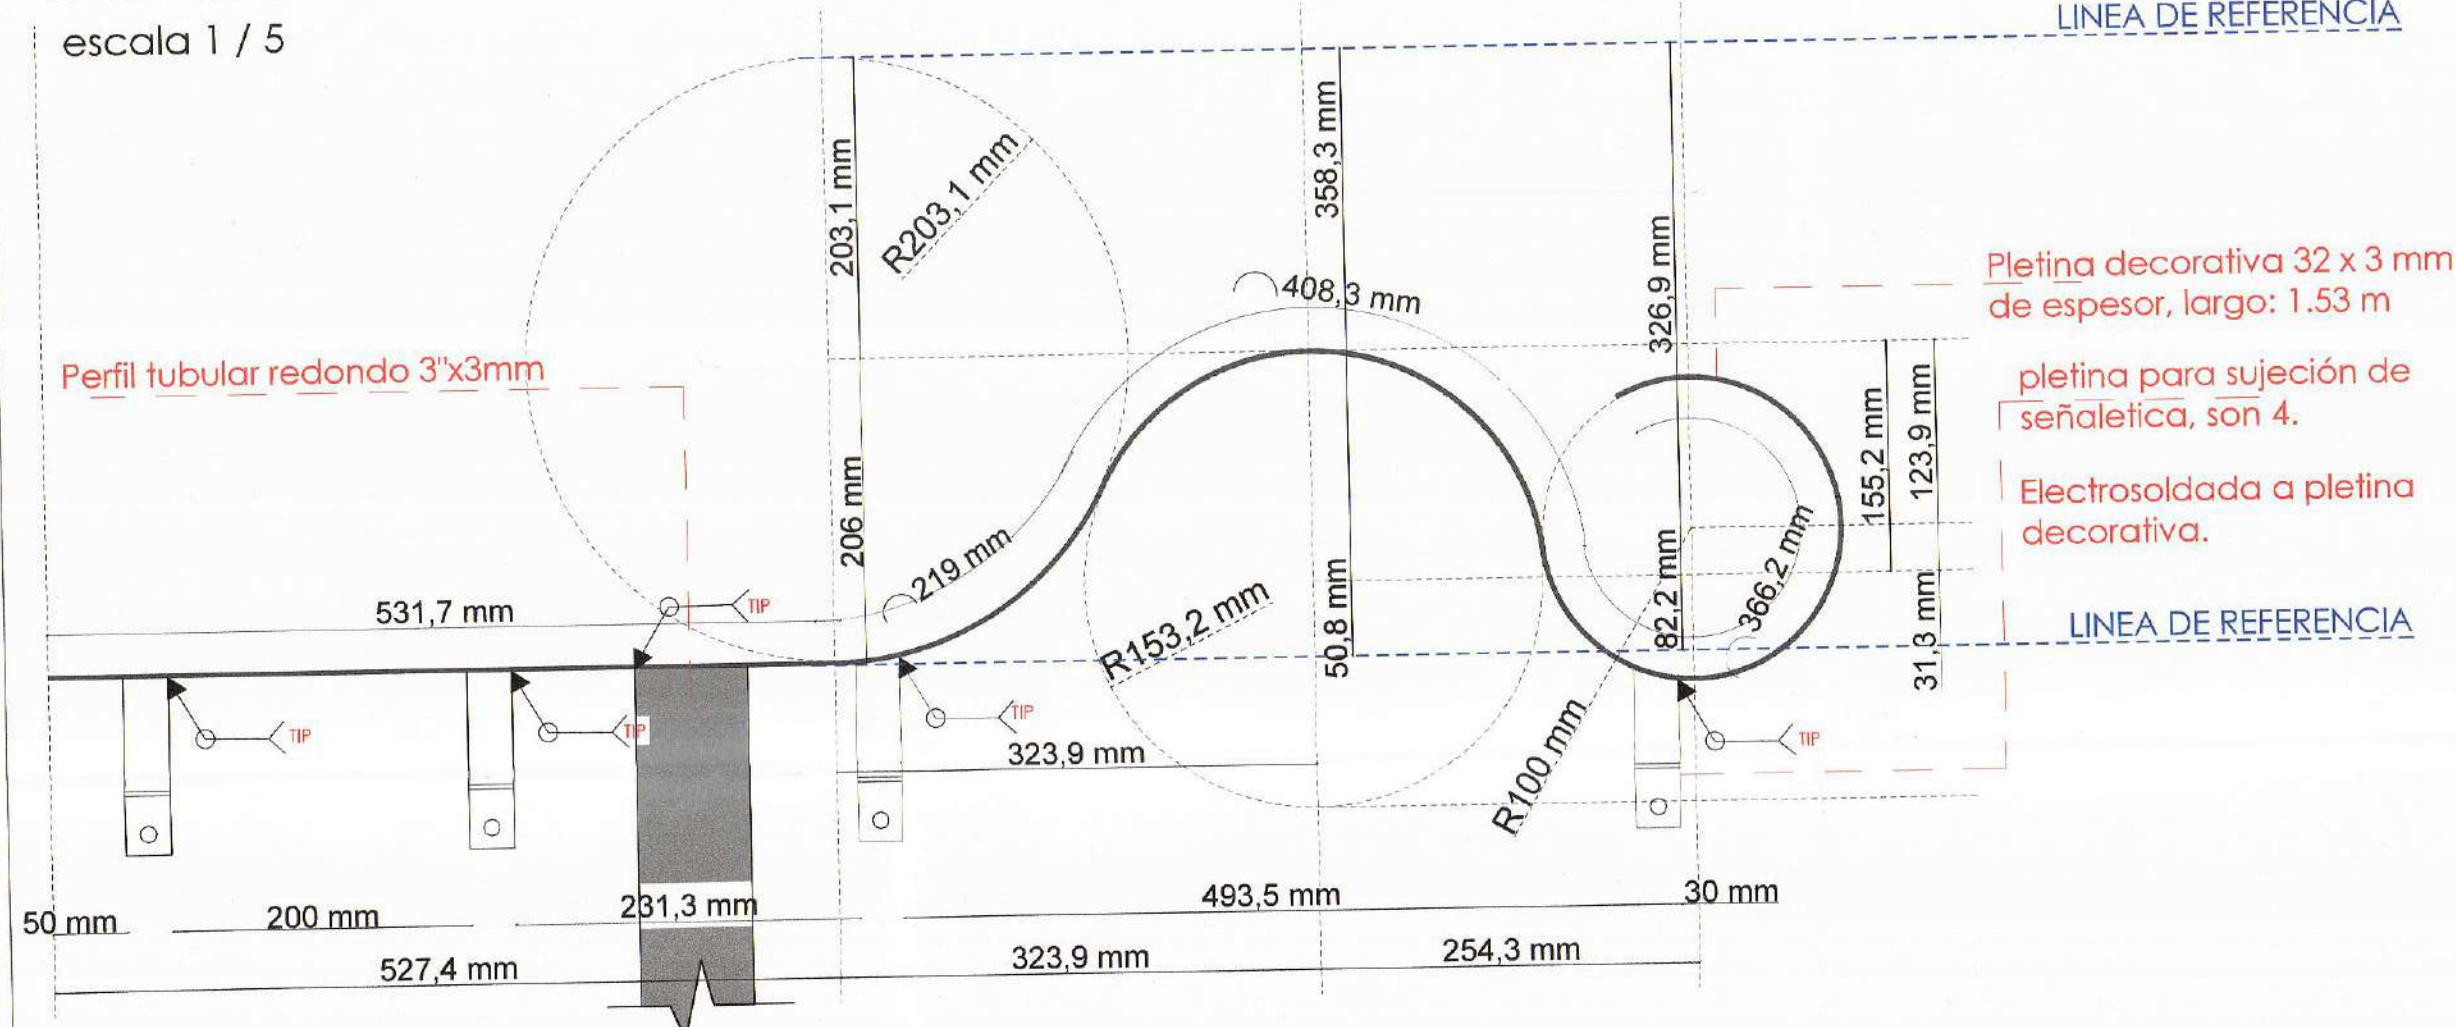 LINEA DE REFERENCIA
escala 1 / 5
203,1 mm
R203,1 mm
358,3 mm
326,9 mm
408,3 mm
Pletina decorativa 32 x 3 mm
de espesor, largo: 1.53 m
Perfil tubular redondo 3"x3mm
pletina para sujeción de
señaletica, son 4.
155,2 mm
123,9 mm
Electrosoldada a pletina
decorativa.
206 mm
219 mm
531,7 mm
TIP
R153,2 mm
50,8 mm
82,2 mm
366,2 mm
31,3 mm
LINEA DE REFERENCIA
TIP
TIP
TIP
TIP
323,9 mm
R100 mm
50 mm
200 mm
231,3 mm
493,5 mm
30 mm
527,4 mm
323,9 mm
254,3 mm